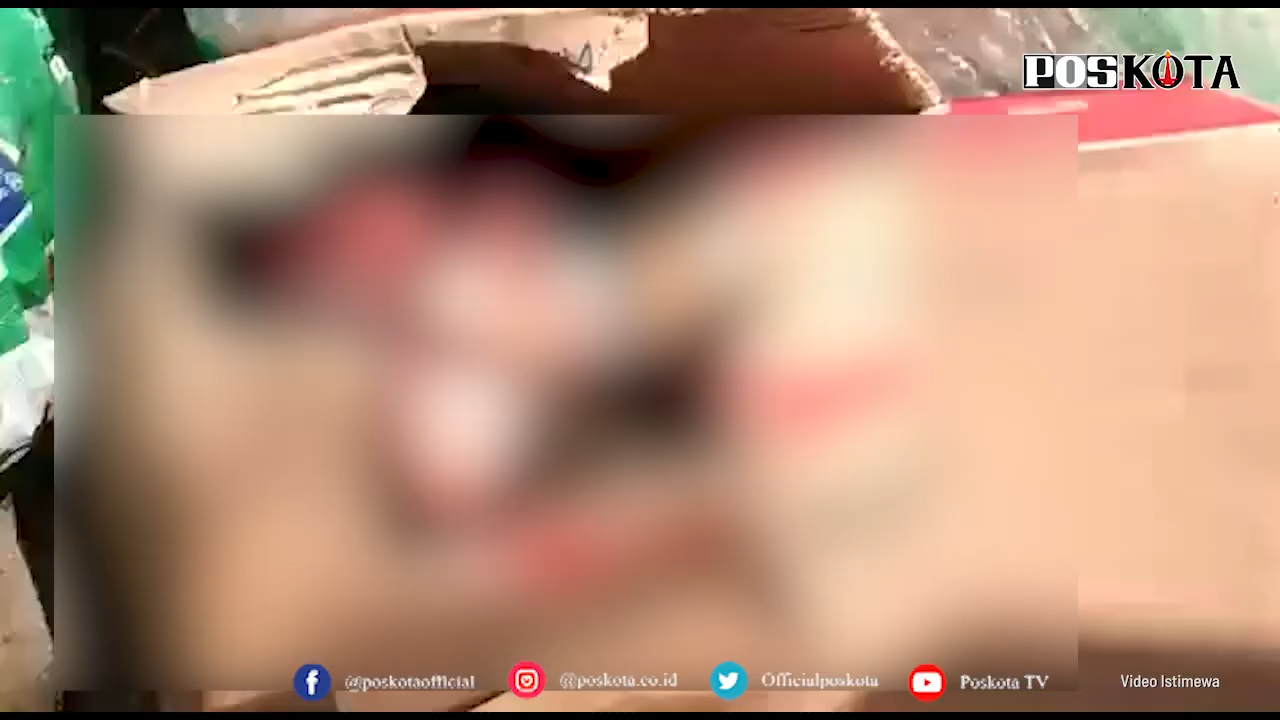 POSKOTA
@poskotaofficial
@poskota.co.id
Officialposkota
Poskota TV
Video Istimewa